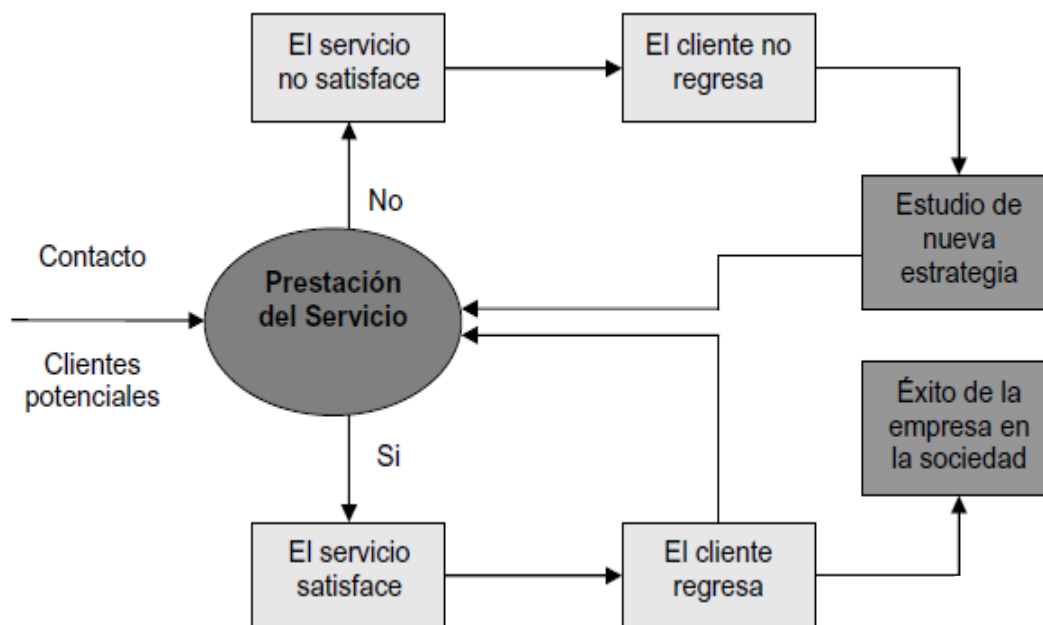 El servicio
no satisface
El cliente no
regresa
No
Estudio de
nueva
estrategia
Contacto
Prestación
del Servicio
Clientes
potenciales
Éxito de la
empresa en
la sociedad
Si
El servicio
satisface
El cliente
regresa